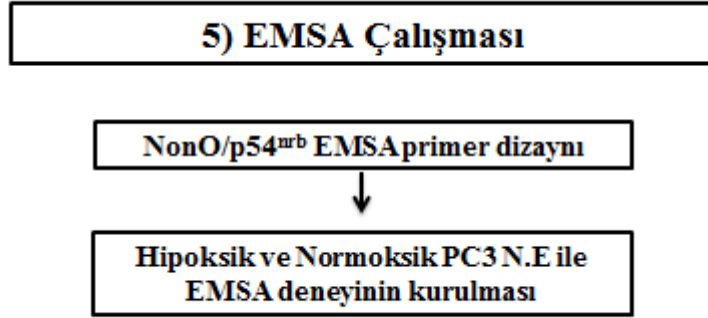 5) EMSA Çalışması
NonO/p54ⁿʳᵇ EMSA primer dizaynı
Hipoksik ve Normoksik PC3 N.E ile
EMSA deneyinin kurulması